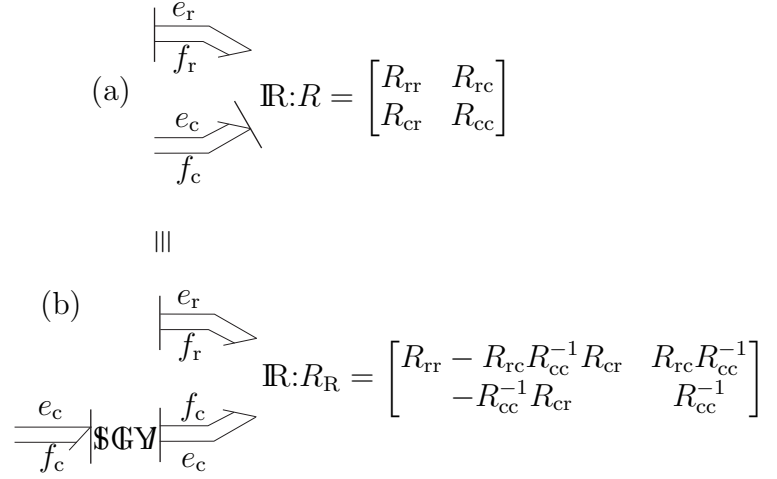 e_r
f_r
(a)
ℝ:R = [R_rr R_rc
R_cr R_cc]
e_c
f_c
≡
(b)
e_r
f_r
ℝ:R_R = [R_rr − R_rc R_cc^{-1} R_cr R_rc R_cc^{-1}
−R_cc^{-1} R_cr R_cc^{-1}]
e_c
f_c
𝕊𝔾𝕐
f_c
e_c